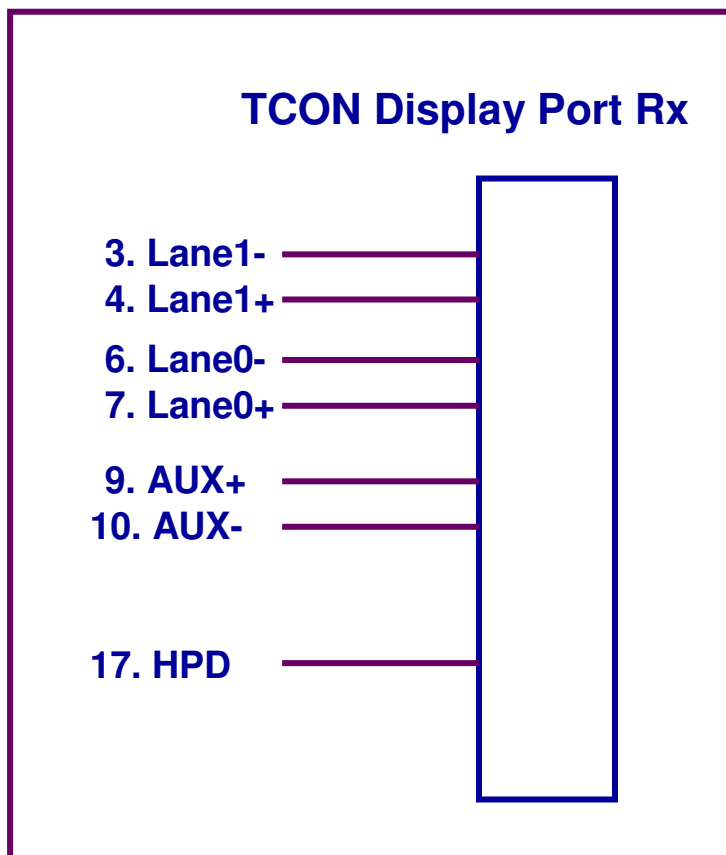 TCON Display Port Rx
3. Lane1-
4. Lane1+
6. Lane0-
7. Lane0+
9. AUX+
10. AUX-
17. HPD